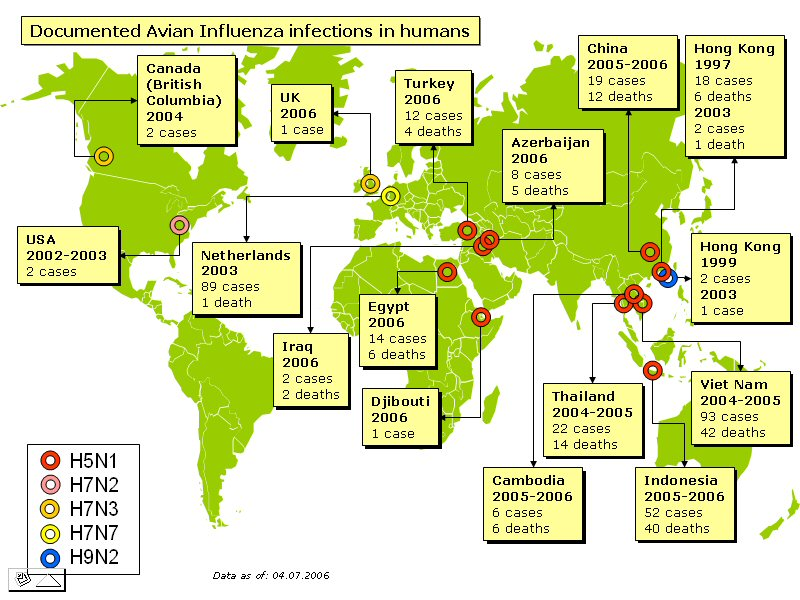 Documented Avian Influenza infections in humans
Canada
(British
Columbia)
2004
2 cases
UK
2006
1 case
Turkey
2006
12 cases
4 deaths
Azerbaijan
2006
8 cases
5 deaths
China
2005-2006
19 cases
12 deaths
Hong Kong
1997
18 cases
6 deaths
2003
2 cases
1 death
USA
2002-2003
2 cases
Netherlands
2003
89 cases
1 death
Hong Kong
1999
2 cases
2003
1 case
Egypt
2006
14 cases
6 deaths
Iraq
2006
2 cases
2 deaths
Djibouti
2006
1 case
Thailand
2004-2005
22 cases
14 deaths
Viet Nam
2004-2005
93 cases
42 deaths
Cambodia
2005-2006
6 cases
6 deaths
Indonesia
2005-2006
52 cases
40 deaths
H5N1
H7N2
H7N3
H7N7
H9N2
Data as of: 04.07.2006